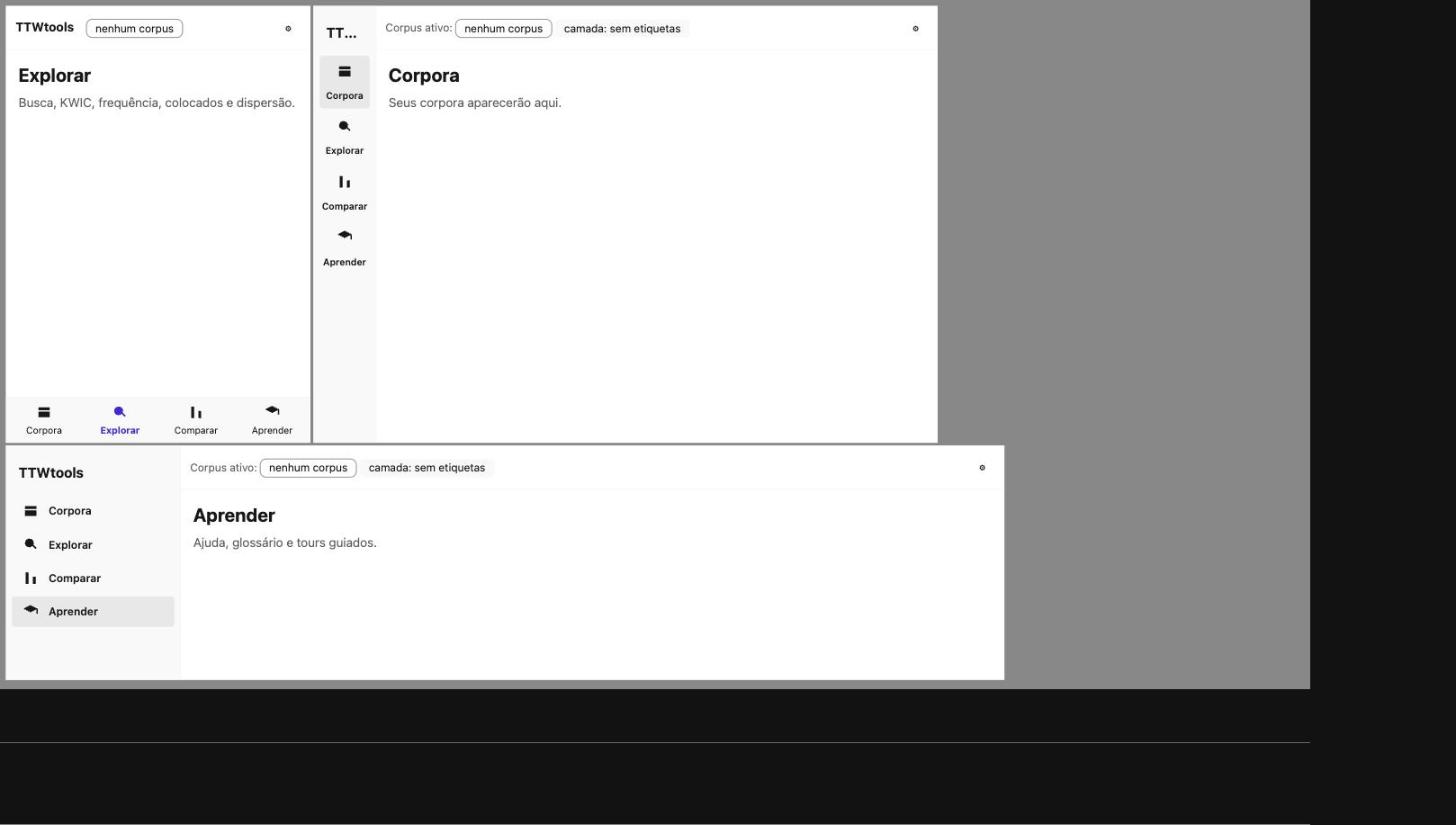 TTWtools nenhum corpus
Explorar
Busca, KWIC, frequência, colocados e dispersão.
Corpora Explorar Comparar Aprender
TT...
Corpora
Explorar
Comparar
Aprender
Corpus ativo: nenhum corpus camada: sem etiquetas
Corpora
Seus corpora aparecerão aqui.
TTWtools
Corpora
Explorar
Comparar
Aprender
Corpus ativo: nenhum corpus camada: sem etiquetas
Aprender
Ajuda, glossário e tours guiados.